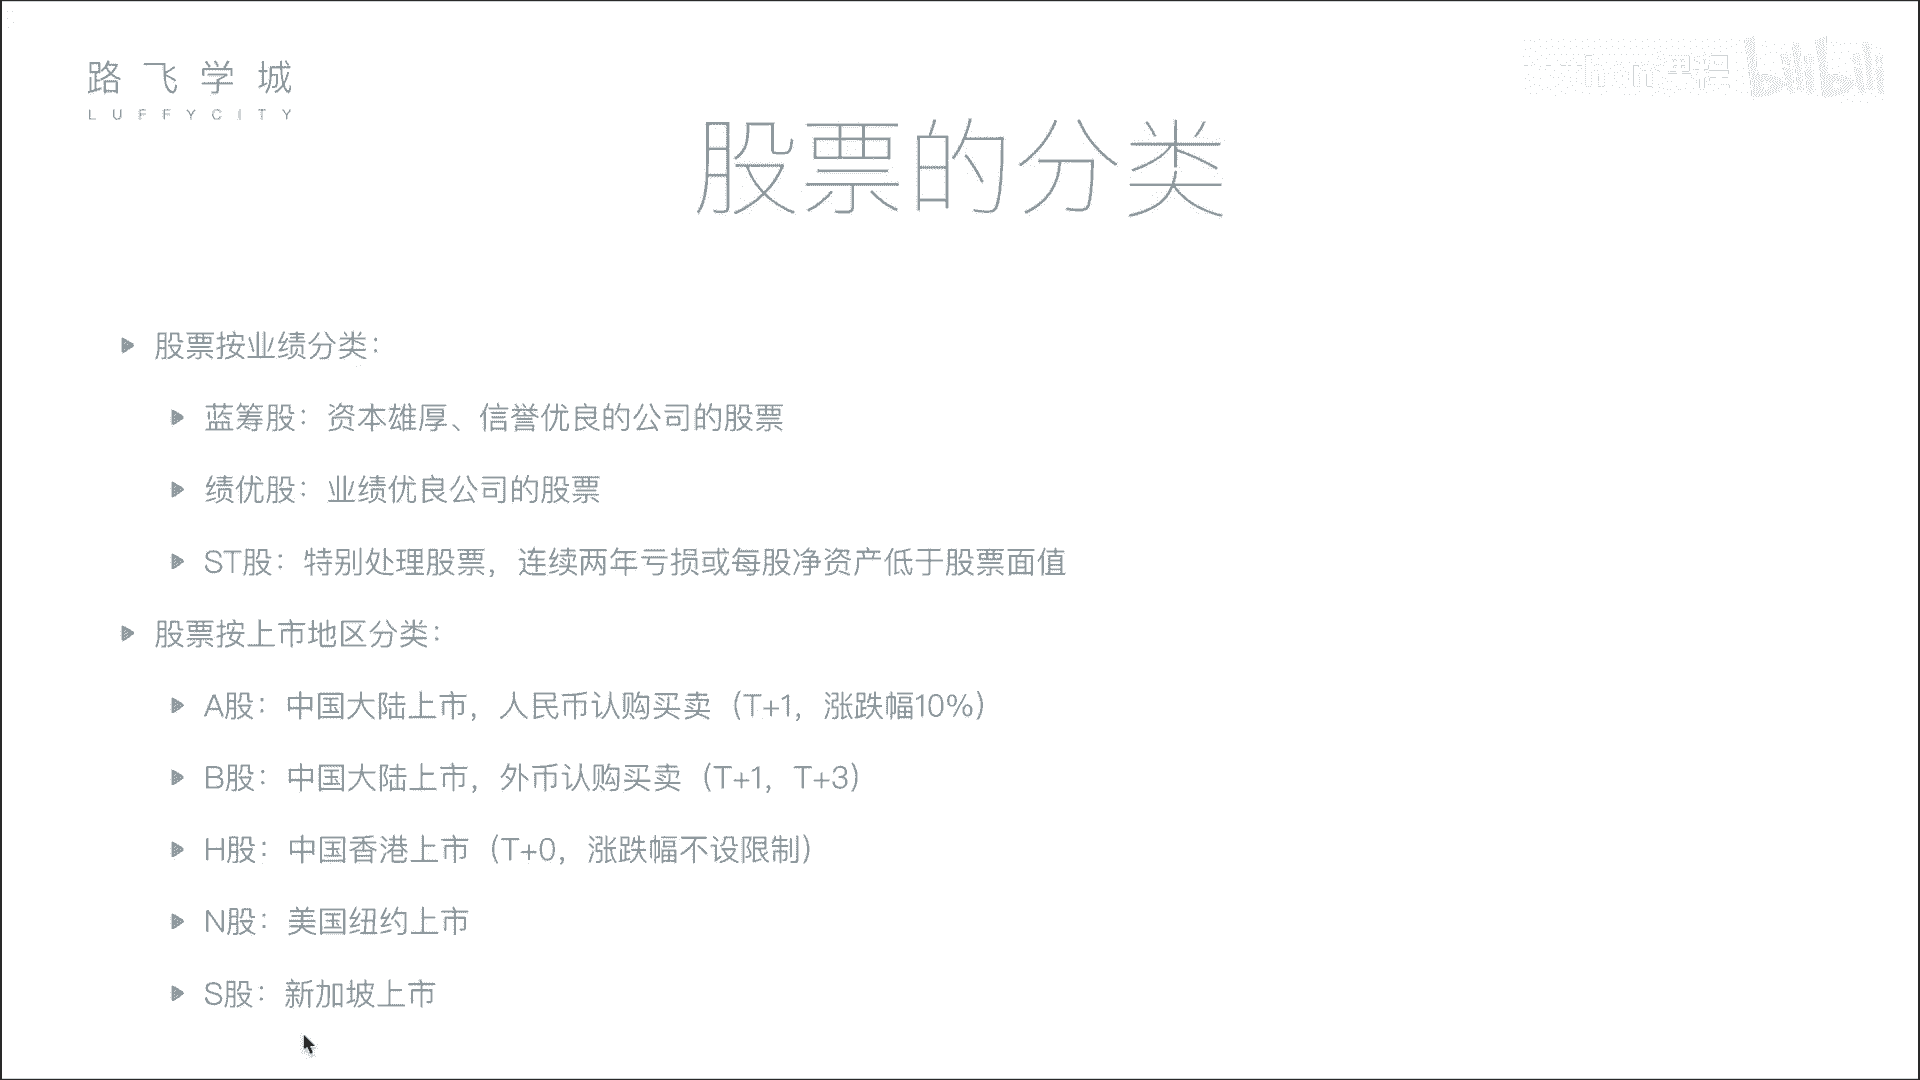 路飞学城
LUFFYCITY
课程 bilibili
股票的分类
股票按业绩分类：
蓝筹股：资本雄厚、信誉优良的公司的股票
绩优股：业绩优良公司的股票
ST股：特别处理股票，连续两年亏损或每股净资产低于股票面值
股票按上市地区分类：
A股：中国大陆上市，人民币认购买卖（T+1，涨跌幅10%）
B股：中国大陆上市，外币认购买卖（T+1，T+3）
H股：中国香港上市（T+0，涨跌幅不设限制）
N股：美国纽约上市
S股：新加坡上市